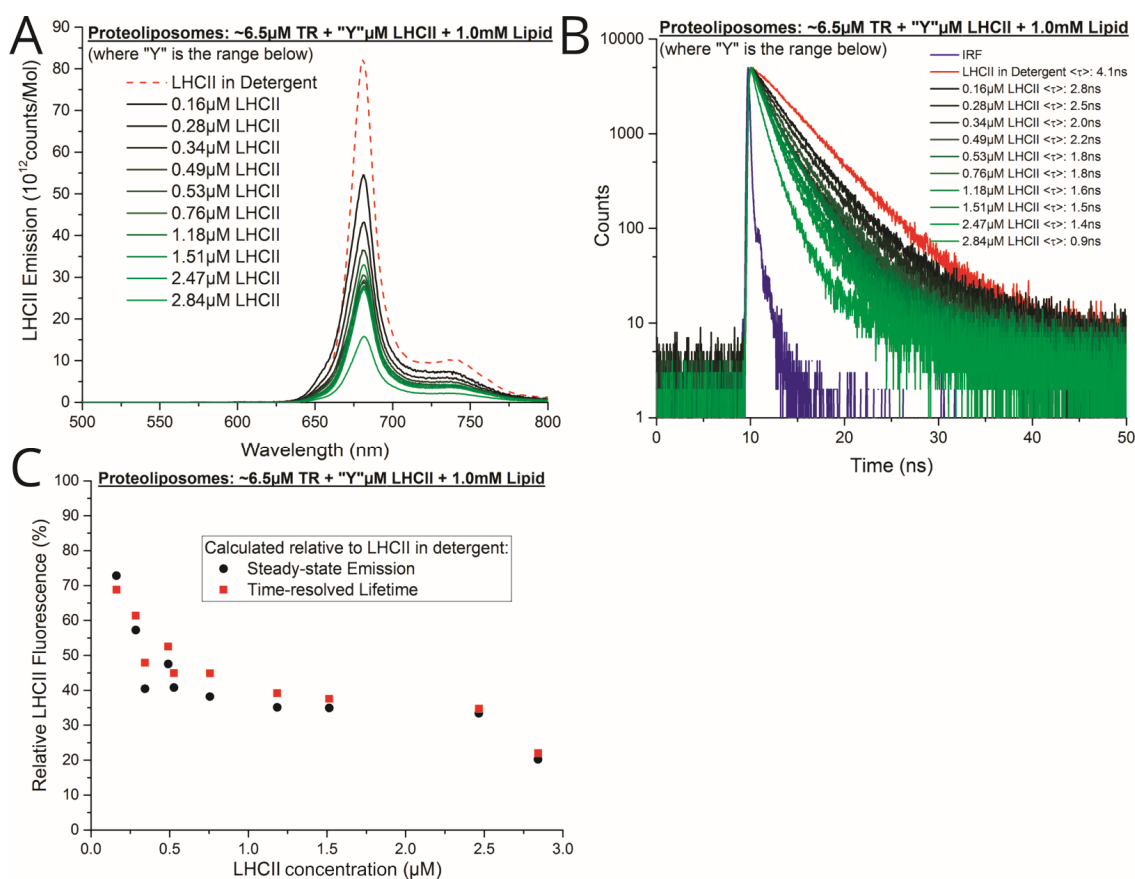 A
Proteoliposomes: ~6.5µM TR + "Y"µM LHCII + 1.0mM Lipid
(where "Y" is the range below)
LHCII in Detergent
0.16µM LHCII
0.28µM LHCII
0.34µM LHCII
0.49µM LHCII
0.53µM LHCII
0.76µM LHCII
1.18µM LHCII
1.51µM LHCII
2.47µM LHCII
2.84µM LHCII
LHCII Emission (10¹²counts/Mol)
90
80
70
60
50
40
30
20
10
0
500
600
650
700
750
800
550
Wavelength (nm)
B
Proteoliposomes: ~6.5µM TR + "Y"µM LHCII + 1.0mM Lipid
(where "Y" is the range below)
IRF
LHCII in Detergent <τ>: 4.1ns
0.16µM LHCII <τ>: 2.8ns
0.28µM LHCII <τ>: 2.5ns
0.34µM LHCII <τ>: 2.0ns
0.49µM LHCII <τ>: 2.2ns
0.53µM LHCII <τ>: 1.8ns
0.76µM LHCII <τ>: 1.8ns
1.18µM LHCII <τ>: 1.6ns
1.51µM LHCII <τ>: 1.5ns
2.47µM LHCII <τ>: 1.4ns
2.84µM LHCII <τ>: 0.9ns
Counts
10000
1000
100
10
1
0
10
20
30
40
50
Time (ns)
C
Proteoliposomes: ~6.5µM TR + "Y"µM LHCII + 1.0mM Lipid
Calculated relative to LHCII in detergent:
Steady-state Emission
Time-resolved Lifetime
Relative LHCII Fluorescence (%)
100
90
80
70
60
50
40
30
20
10
0
0.0
0.5
1.0
1.5
2.0
2.5
3.0
LHCII concentration (µM)